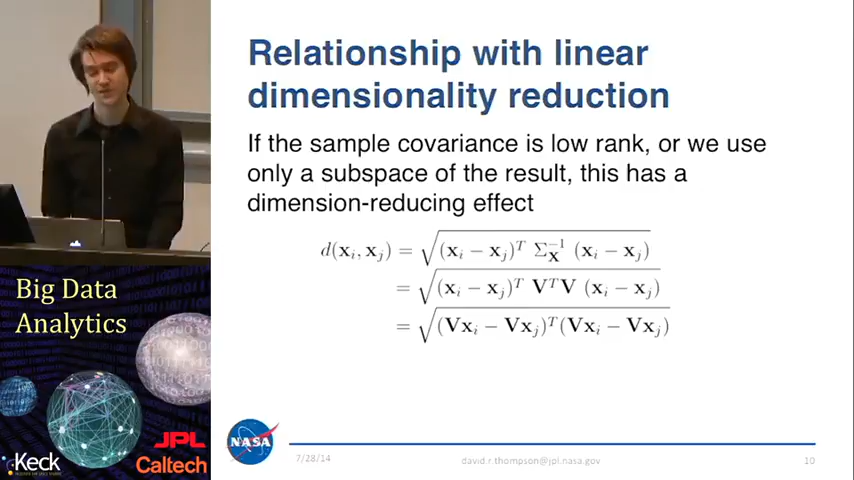 Relationship with linear
dimensionality reduction
If the sample covariance is low rank, or we use
only a subspace of the result, this has a
dimension-reducing effect
d(𝐱ᵢ, 𝐱ⱼ) = √((𝐱ᵢ − 𝐱ⱼ)ᵀ Σ_𝐗⁻¹ (𝐱ᵢ − 𝐱ⱼ))
= √((𝐱ᵢ − 𝐱ⱼ)ᵀ 𝐕ᵀ𝐕 (𝐱ᵢ − 𝐱ⱼ))
= √((𝐕𝐱ᵢ − 𝐕𝐱ⱼ)ᵀ(𝐕𝐱ᵢ − 𝐕𝐱ⱼ))
Big Data
Analytics
JPL
Keck
Caltech
NASA
7/28/14
david.r.thompson@jpl.nasa.gov
10